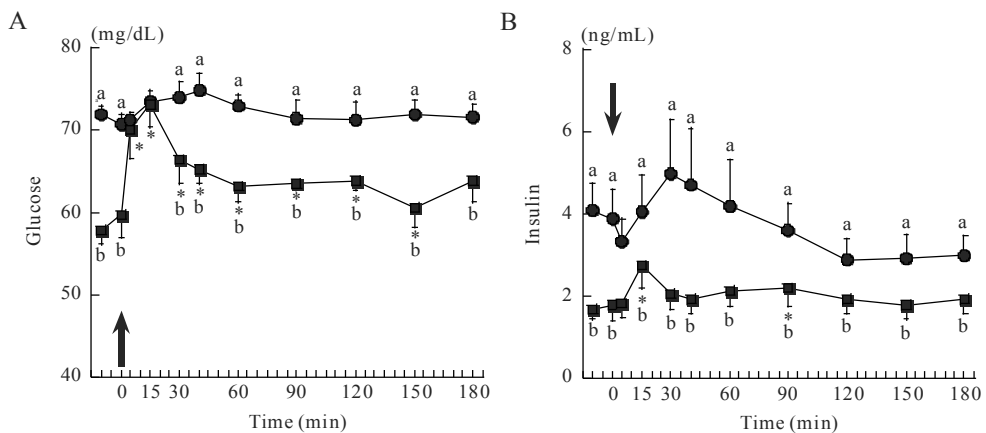 A
(mg/dL)
80
70
60
50
40
Glucose
a a a a a a a a a
* * * * * * * *
b b b b b b b b b
0 15 30 60 90 120 150 180
Time (min)
B
(ng/mL)
8
6
4
2
0
Insulin
a a a a a a a a a a
* *
b b b b b b b b b b
0 15 30 60 90 120 150 180
Time (min)